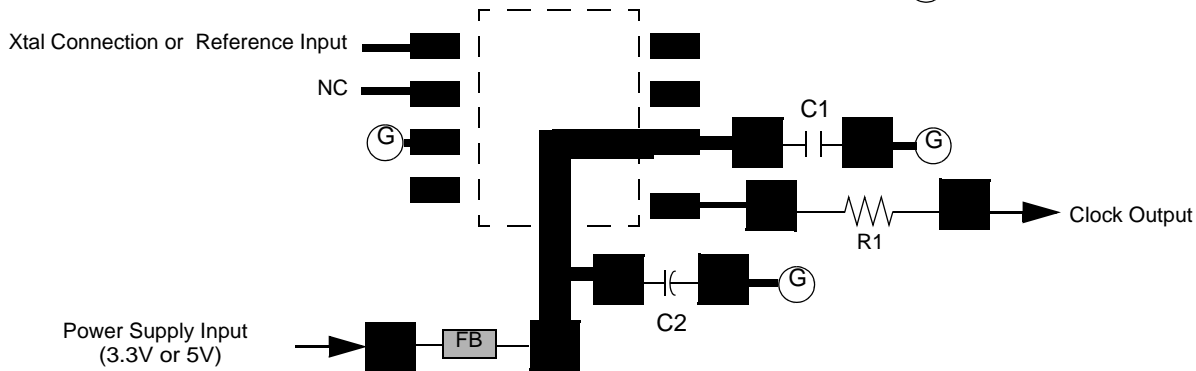 Xtal Connection or Reference Input
NC
G
C1
G
R1
Clock Output
G
C2
Power Supply Input
(3.3V or 5V)
FB